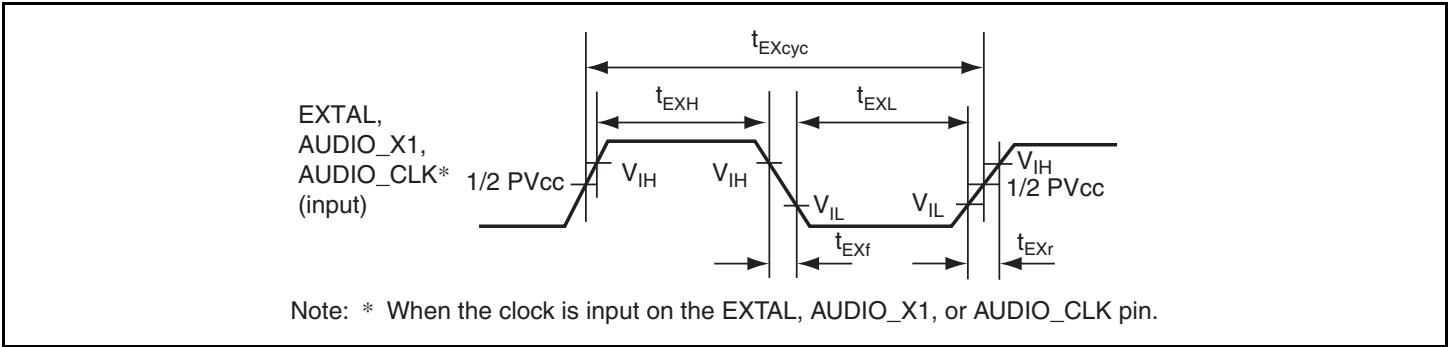 tEXcyc
tEXH
tEXL
EXTAL,
AUDIO_X1,
AUDIO_CLK*
(input)
1/2 PVcc
VIH
VIH
VIL
VIL
VIH
1/2 PVcc
tEXf
tEXr
Note: * When the clock is input on the EXTAL, AUDIO_X1, or AUDIO_CLK pin.